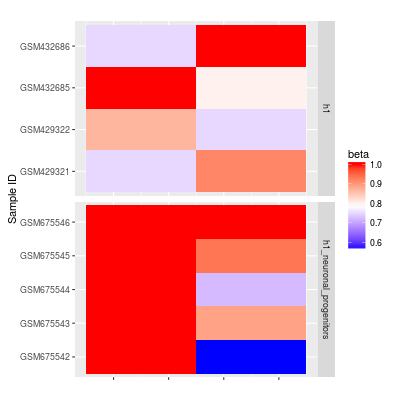 GSM432686
GSM432685
GSM429322
GSM429321
h1
Sample ID
GSM675546
GSM675545
GSM675544
GSM675543
GSM675542
h1_neuronal_progenitors
beta
1.0
0.9
0.8
0.7
0.6